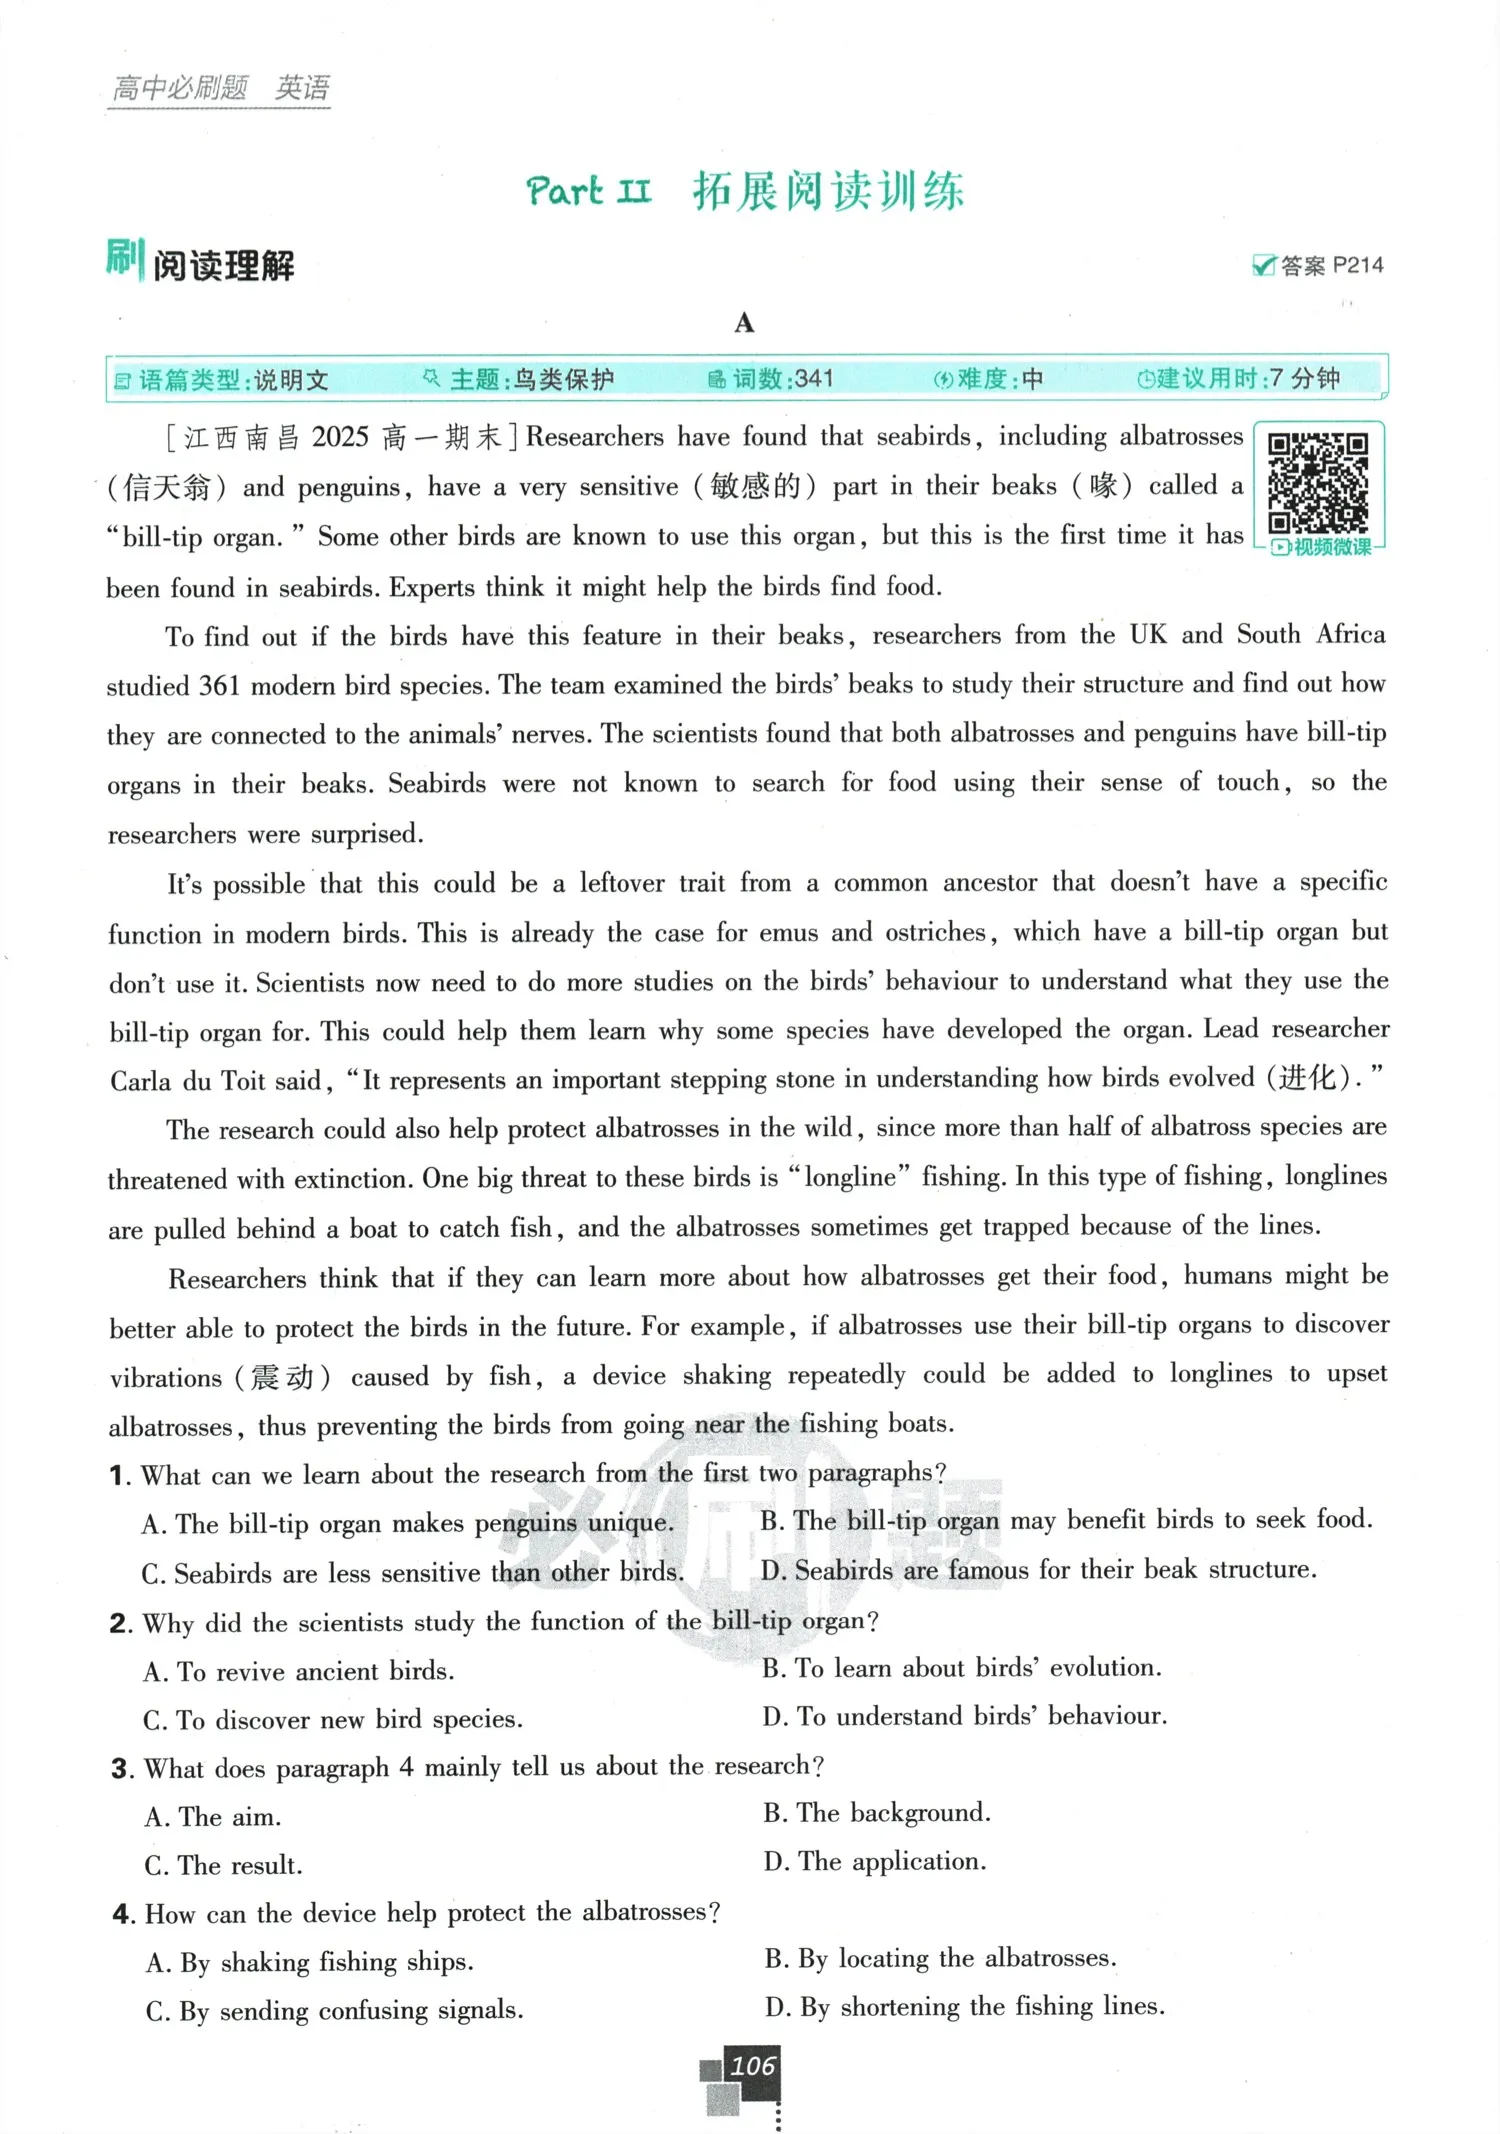 高中必刷题 英语
Part II 拓展阅读训练
刷 阅读理解
答案 P214
A
语篇类型:说明文 主题:鸟类保护 词数:341 难度:中 建议用时:7 分钟
[江西南昌 2025 高一期末] Researchers have found that seabirds, including albatrosses
(信天翁) and penguins, have a very sensitive (敏感的) part in their beaks (喙) called a
“bill-tip organ.” Some other birds are known to use this organ, but this is the first time it has
视频微课
been found in seabirds. Experts think it might help the birds find food.
To find out if the birds have this feature in their beaks, researchers from the UK and South Africa
studied 361 modern bird species. The team examined the birds’ beaks to study their structure and find out how
they are connected to the animals’ nerves. The scientists found that both albatrosses and penguins have bill-tip
organs in their beaks. Seabirds were not known to search for food using their sense of touch, so the
researchers were surprised.
It’s possible that this could be a leftover trait from a common ancestor that doesn’t have a specific
function in modern birds. This is already the case for emus and ostriches, which have a bill-tip organ but
don’t use it. Scientists now need to do more studies on the birds’ behaviour to understand what they use the
bill-tip organ for. This could help them learn why some species have developed the organ. Lead researcher
Carla du Toit said, “It represents an important stepping stone in understanding how birds evolved (进化).”
The research could also help protect albatrosses in the wild, since more than half of albatross species are
threatened with extinction. One big threat to these birds is “longline” fishing. In this type of fishing, longlines
are pulled behind a boat to catch fish, and the albatrosses sometimes get trapped because of the lines.
Researchers think that if they can learn more about how albatrosses get their food, humans might be
better able to protect the birds in the future. For example, if albatrosses use their bill-tip organs to discover
vibrations (震动) caused by fish, a device shaking repeatedly could be added to longlines to upset
albatrosses, thus preventing the birds from going near the fishing boats.
1. What can we learn about the research from the first two paragraphs?
A. The bill-tip organ makes penguins unique. B. The bill-tip organ may benefit birds to seek food.
C. Seabirds are less sensitive than other birds. D. Seabirds are famous for their beak structure.
2. Why did the scientists study the function of the bill-tip organ?
A. To revive ancient birds. B. To learn about birds’ evolution.
C. To discover new bird species. D. To understand birds’ behaviour.
3. What does paragraph 4 mainly tell us about the research?
A. The aim. B. The background.
C. The result. D. The application.
4. How can the device help protect the albatrosses?
A. By shaking fishing ships. B. By locating the albatrosses.
C. By sending confusing signals. D. By shortening the fishing lines.
必刷题
106